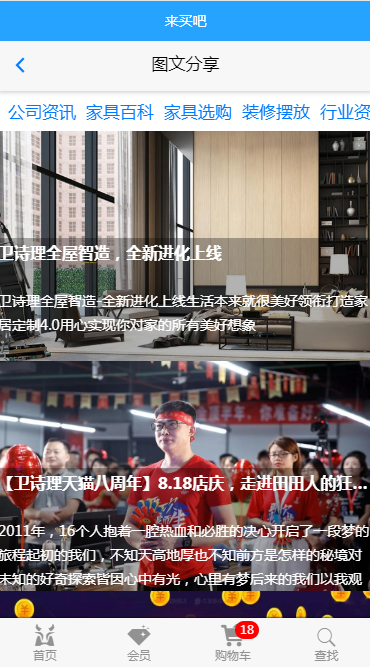 来买吧
图文分享
公司资讯 家具百科 家具选购 装修摆放 行业资
卫诗理全屋智造，全新进化上线
卫诗理全屋智造-全新进化上线生活本来就很美好领衔打造家
居定制4.0用心实现你对家的所有美好想象
【卫诗理天猫八周年】8.18店庆，走进田田人的狂...
2011年，16个人抱着一腔热血和必胜的决心开启了一段梦的
旅程起初的我们，不知天高地厚也不知前方是怎样的秘境对
未知的好奇探索皆因心中有光，心里有梦后来的我们以我观
18
首页 会员 购物车 查找